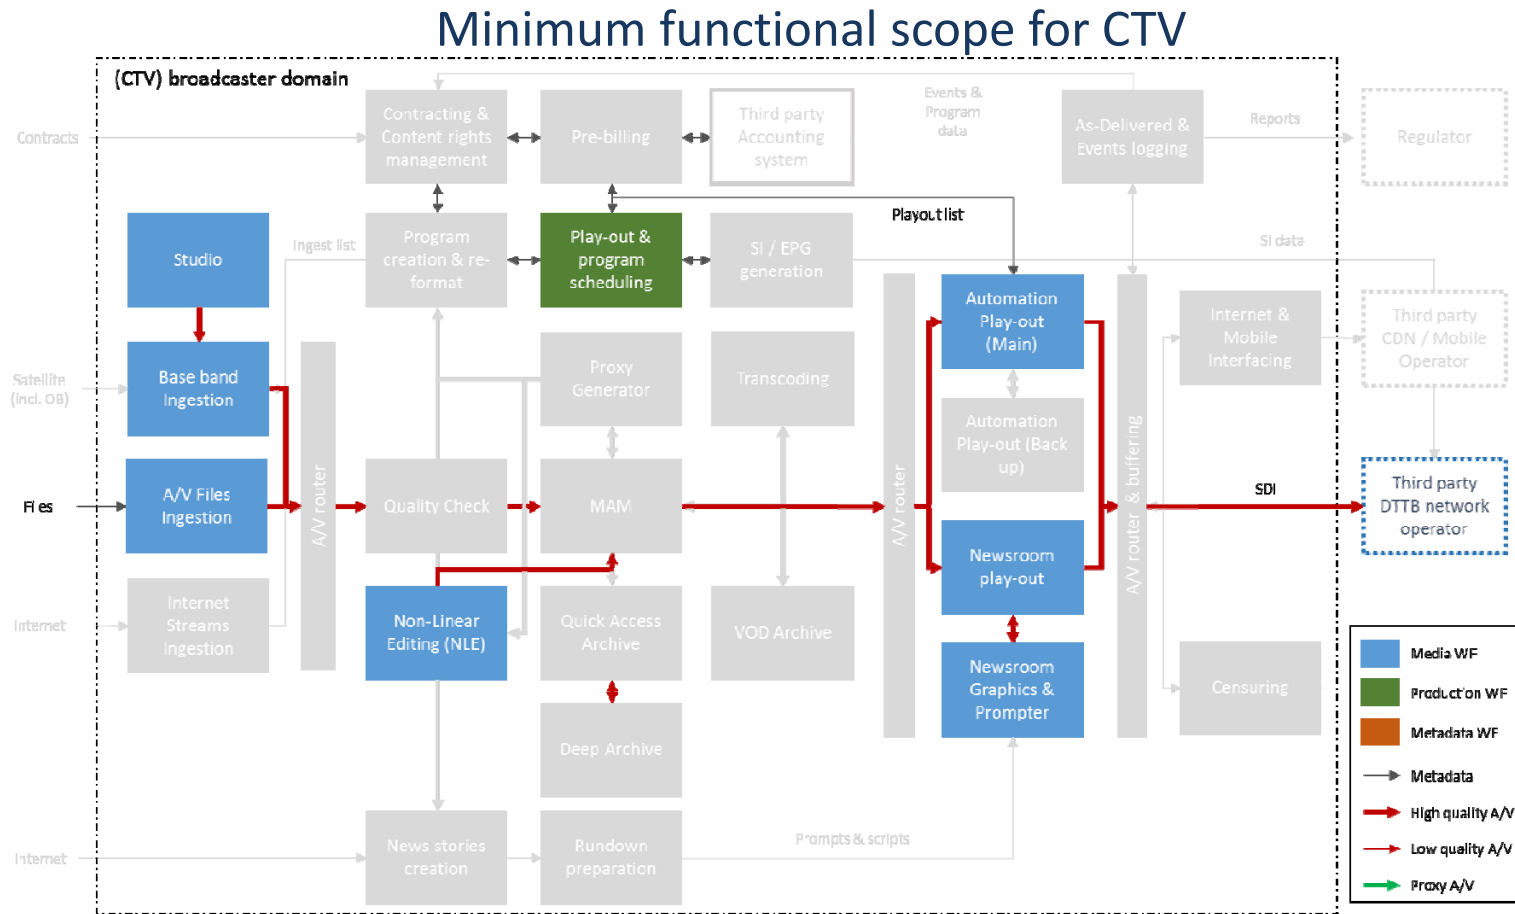 Minimum functional scope for CTV
(CTV) broadcaster domain
Contracts
Contracting &
Content rights
management
Pre-billing
Third party
Accounting
system
Events &
Program
data
As-Delivered &
Events logging
Reports
Regulator
Studio
Ingest list
Program
creation & re-
format
Play-out &
program
scheduling
SI / EPG
generation
Playout list
SI data
Satellite
(incl. OB)
Base band
Ingestion
Proxy
Generator
Transcoding
Automation
Play-out
(Main)
Internet &
Mobile
Interfacing
Third party
CDN / Mobile
Operator
Automation
Play-out (Back
up)
Files
A/V Files
Ingestion
A/V router
Quality Check
MAM
A/V router
A/V router & buffering
SDI
Third party
DTTB network
operator
Newsroom
play-out
Internet
Internet
Streams
Ingestion
Non-Linear
Editing (NLE)
Quick Access
Archive
VOD Archive
Newsroom
Graphics &
Prompter
Censuring
Deep Archive
Internet
News stories
creation
Rundown
preparation
Prompts & scripts
Media WF
Production WF
Metadata WF
Metadata
High quality A/V
Low quality A/V
Proxy A/V